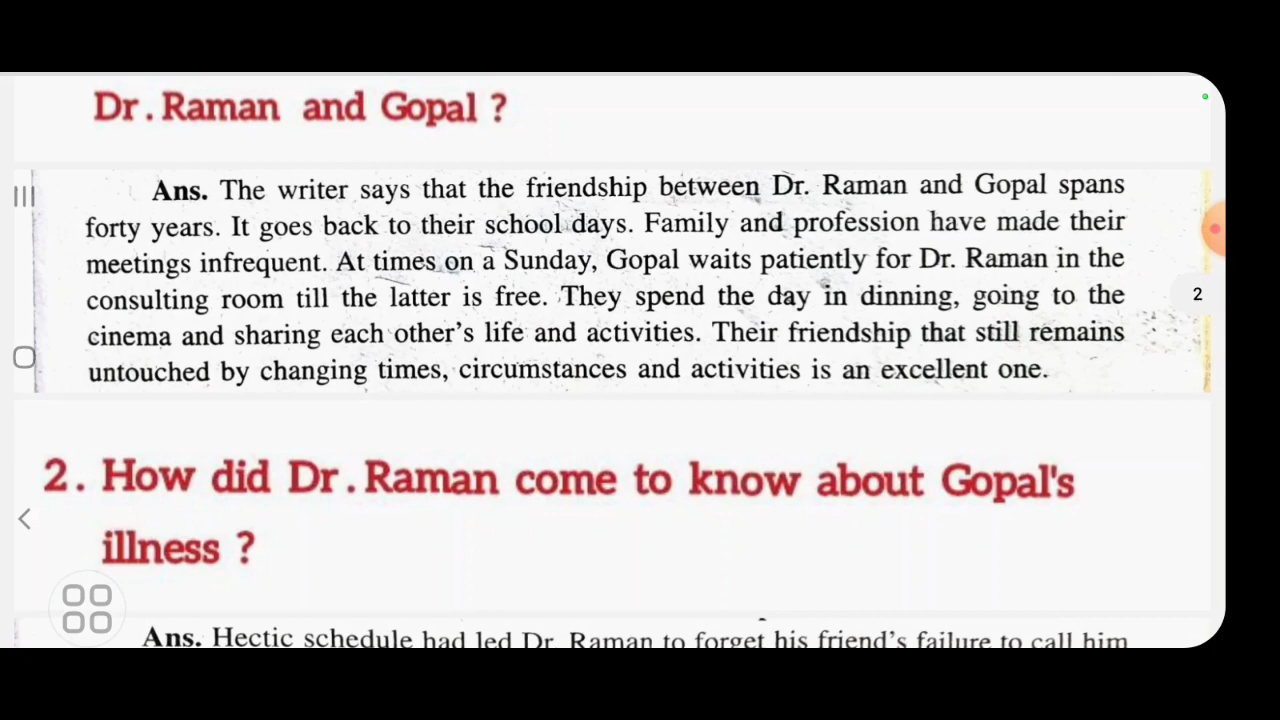 Dr. Raman and Gopal ?
Ans. The writer says that the friendship between Dr. Raman and Gopal spans
forty years. It goes back to their school days. Family and profession have made their
meetings infrequent. At times on a Sunday, Gopal waits patiently for Dr. Raman in the
consulting room till the latter is free. They spend the day in dinning, going to the
cinema and sharing each other's life and activities. Their friendship that still remains
untouched by changing times, circumstances and activities is an excellent one.
2
2. How did Dr. Raman come to know about Gopal's
illness ?
Ans. Hectic schedule had led Dr. Raman to forget his friend's failure to call him